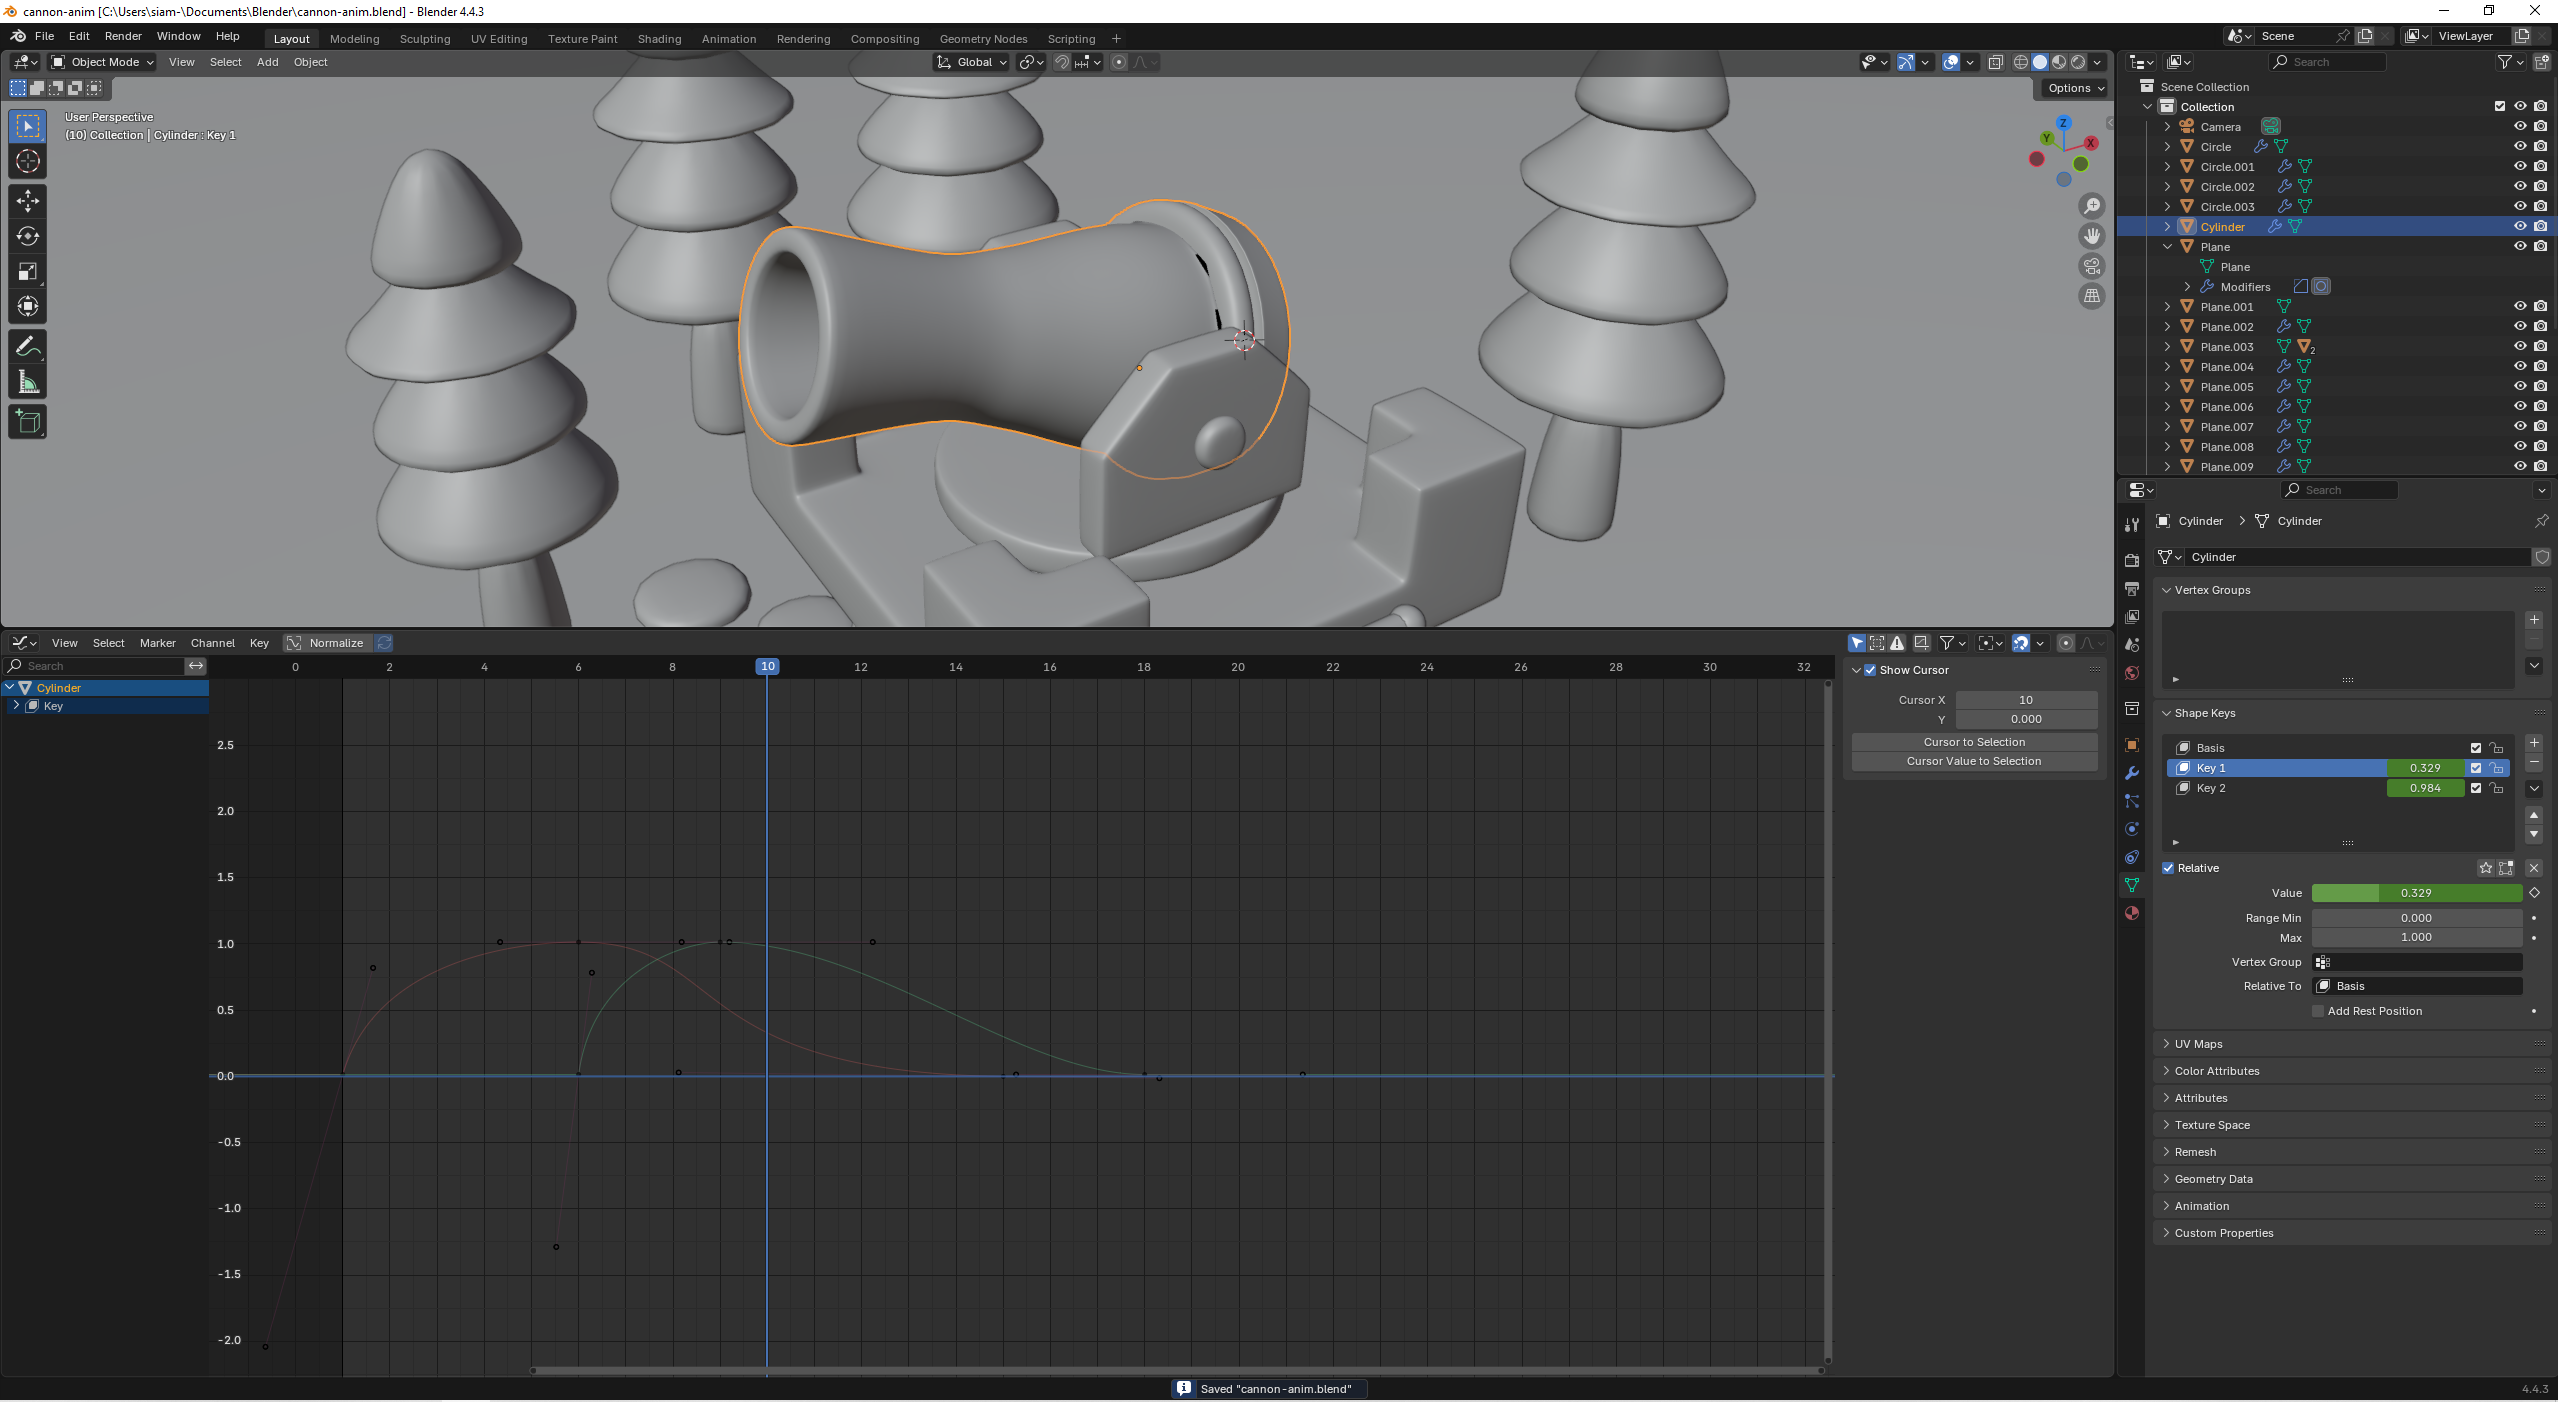 cannon-anim [C:\Users\siam-\Documents\Blender\cannon-anim.blend] - Blender 4.4.3
File Edit Render Window Help Layout Modeling Sculpting UV Editing Texture Paint Shading Animation Rendering Compositing Geometry Nodes Scripting + Scene ViewLayer
Object Mode View Select Add Object Global Search
Options
User Perspective
(10) Collection | Cylinder : Key 1
Z
Y
X
Scene Collection
Collection
Camera
Circle
Circle.001
Circle.002
Circle.003
Cylinder
Plane
Plane
Modifiers
Plane.001
Plane.002
Plane.003 2
Plane.004
Plane.005
Plane.006
Plane.007
Plane.008
Plane.009
Search
Cylinder > Cylinder
Cylinder
Vertex Groups
Shape Keys
Basis
Key 1 0.329
Key 2 0.984
Relative
Value 0.329
Range Min 0.000
Max 1.000
Vertex Group
Relative To Basis
Add Rest Position
UV Maps
Color Attributes
Attributes
Texture Space
Remesh
Geometry Data
Animation
Custom Properties
View Select Marker Channel Key Normalize
Search
0 2 4 6 8 10 12 14 16 18 20 22 24 26 28 30 32
Cylinder
Key
2.5
2.0
1.5
1.0
0.5
0.0
-0.5
-1.0
-1.5
-2.0
Show Cursor
Cursor X 10
Y 0.000
Cursor to Selection
Cursor Value to Selection
Saved "cannon-anim.blend"
4.4.3